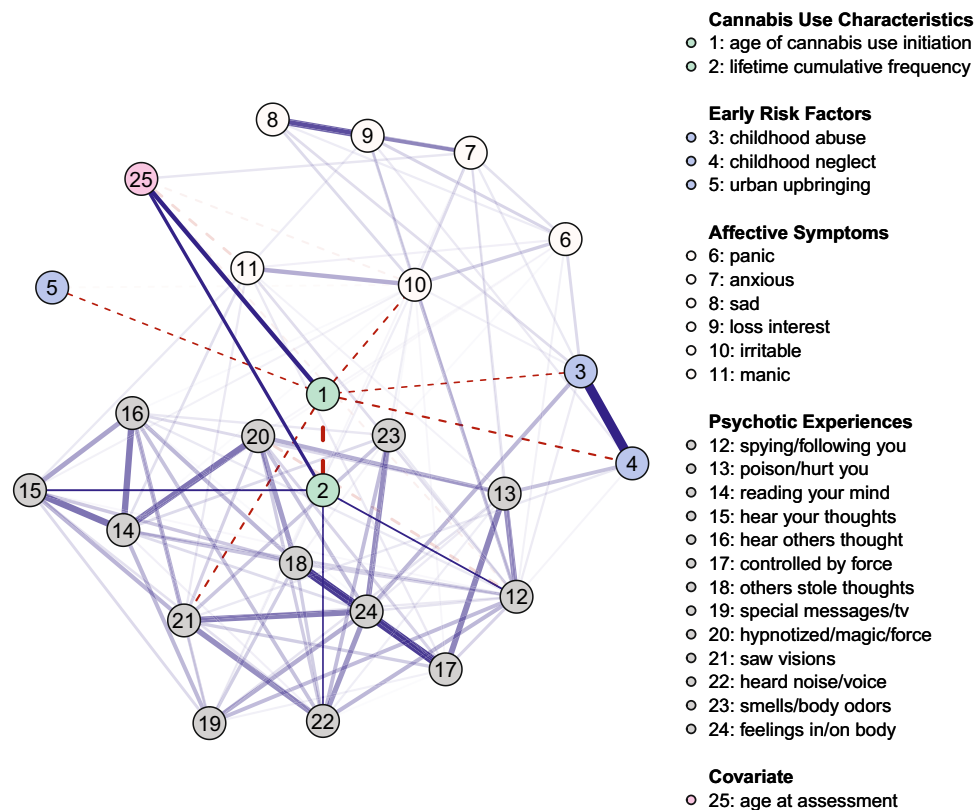 Cannabis Use Characteristics
1: age of cannabis use initiation
2: lifetime cumulative frequency
Early Risk Factors
3: childhood abuse
4: childhood neglect
5: urban upbringing
Affective Symptoms
6: panic
7: anxious
8: sad
9: loss interest
10: irritable
11: manic
Psychotic Experiences
12: spying/following you
13: poison/hurt you
14: reading your mind
15: hear your thoughts
16: hear others thought
17: controlled by force
18: others stole thoughts
19: special messages/tv
20: hypnotized/magic/force
21: saw visions
22: heard noise/voice
23: smells/body odors
24: feelings in/on body
Covariate
25: age at assessment
8
9
7
25
6
11
10
5
3
1
16
20
23
4
15
2
13
14
18
12
24
21
17
19
22